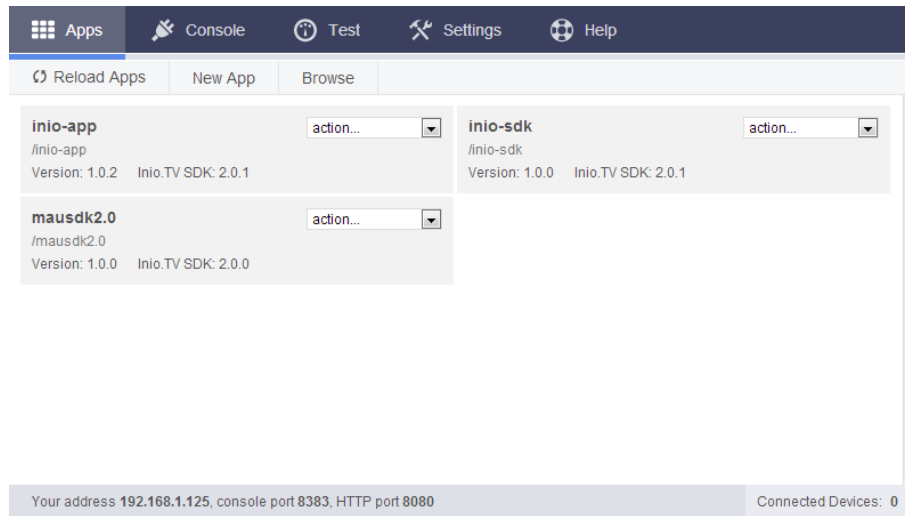 Apps Console Test Settings Help
Reload Apps New App Browse
inio-app action...
/inio-app
Version: 1.0.2 Inio.TV SDK: 2.0.1
inio-sdk action...
/inio-sdk
Version: 1.0.0 Inio.TV SDK: 2.0.1
mausdk2.0 action...
/mausdk2.0
Version: 1.0.0 Inio.TV SDK: 2.0.0
Your address 192.168.1.125, console port 8383, HTTP port 8080 Connected Devices: 0